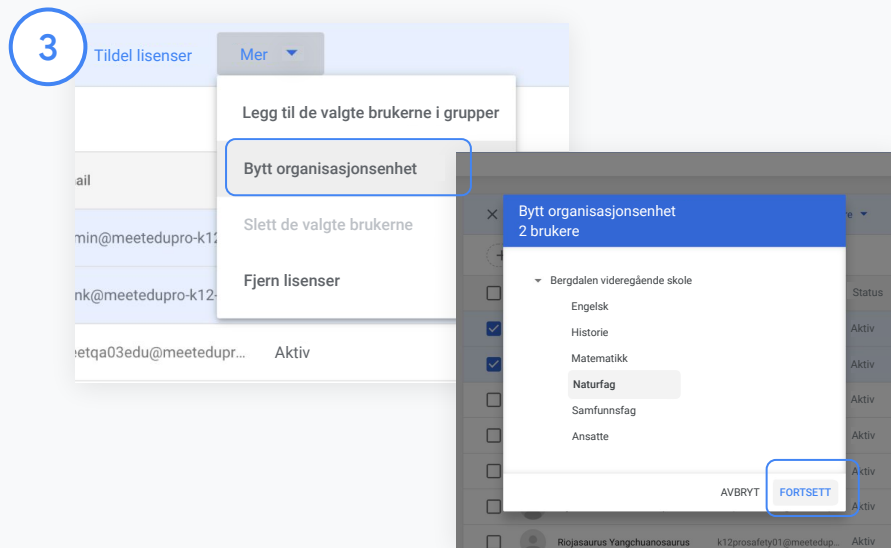 3
Tildel lisenser
Mer
Legg til de valgte brukerne i grupper
Bytt organisasjonsenhet
Slett de valgte brukerne
Fjern lisenser
ail
min@meetedupro-k12
nk@meetedupro-k12-
eetqa03edu@meetedupr... Aktiv
Bytt organisasjonsenhet
2 brukere
Bergdalen videregående skole
Engelsk
Historie
Matematikk
Naturfag
Samfunnsfag
Ansatte
AVBRYT FORTSETT
e
Status
Aktiv
Aktiv
Aktiv
Aktiv
Aktiv
Aktiv
Riojasaurus Yangchuanosaurus k12prosafety01@meetedup... Aktiv